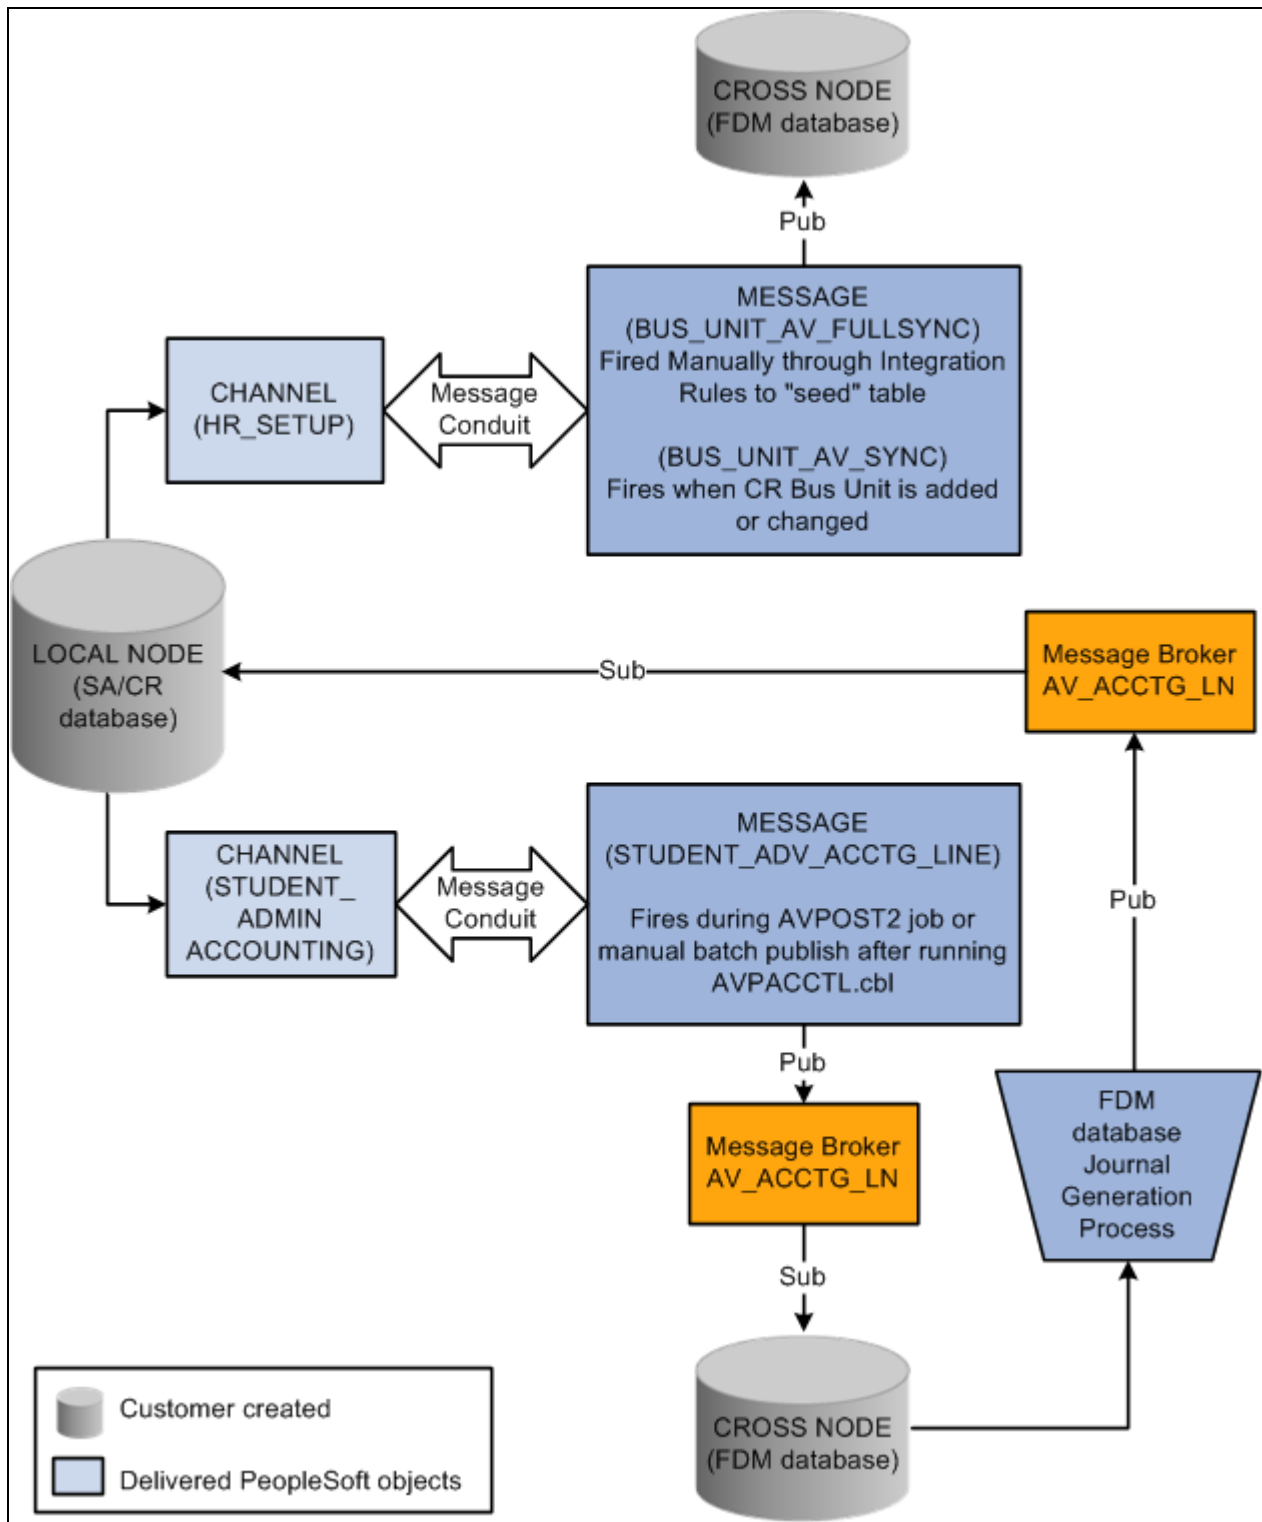 CROSS NODE
(FDM database)
Pub
MESSAGE
(BUS_UNIT_AV_FULLSYNC)
Fired Manually through Integration
Rules to "seed" table
(BUS_UNIT_AV_SYNC)
Fires when CR Bus Unit is added
or changed
CHANNEL
(HR_SETUP)
Message
Conduit
LOCAL NODE
(SA/CR
database)
Sub
Message Broker
AV_ACCTG_LN
CHANNEL
(STUDENT_
ADMIN
ACCOUNTING)
Message
Conduit
MESSAGE
(STUDENT_ADV_ACCTG_LINE)
Fires during AVPOST2 job or
manual batch publish after running
AVPACCTL.cbl
Pub
Pub
Message Broker
AV_ACCTG_LN
FDM
database
Journal
Generation
Process
Sub
CROSS NODE
(FDM database)
Customer created
Delivered PeopleSoft objects